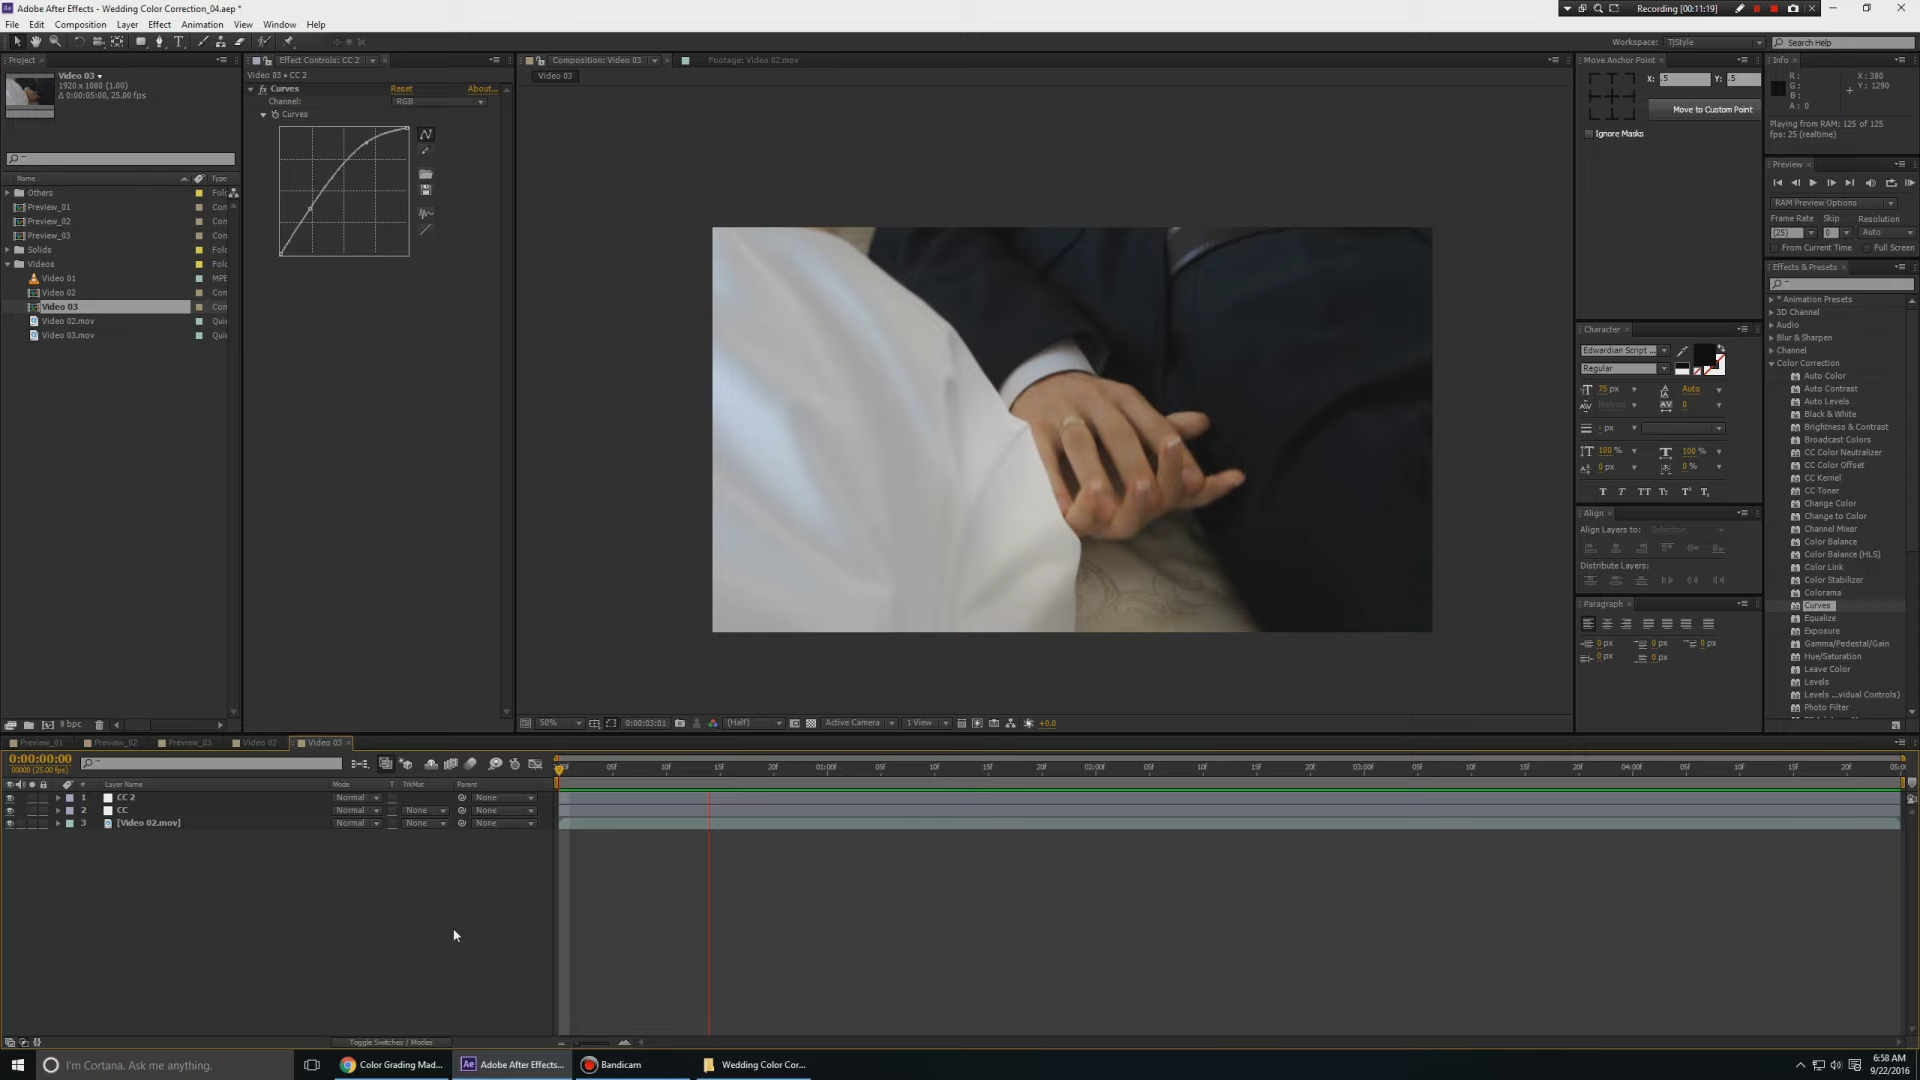 Adobe After Effects - Wedding Color Correction_04.aep *
Recording [00:11:19]
File Edit Composition Layer Effect Animation View Window Help
Workspace: TJStyle
Search Help
Project
Video 03
1920 x 1080 (1.00)
Δ 0:00:05:00, 25.00 fps
Name Type
Others Folc
Preview_01 Con
Preview_02 Con
Preview_03 Con
Solids Folc
Videos Folc
Video 01 MPE
Video 02 Con
Video 03 Con
Video 02.mov Quic
Video 03.mov Quic
8 bpc
Effect Controls: CC 2
Video 03 • CC 2
fx Curves Reset About...
Channel: RGB
Curves
Composition: Video 03
Footage: Video 02.mov
Video 03
50% 0:00:03:01 (Half) Active Camera 1 View +0.0
Move Anchor Point
X: .5 Y: .5
Move to Custom Point
Ignore Masks
Character
Edwardian Script ...
Regular
75 px Auto
Metrics 0
- px
100 % 100 %
0 px 0 %
T T TT Tr T¹ T₁
Align
Align Layers to: Selection
Distribute Layers:
Paragraph
0 px 0 px 0 px
0 px 0 px
Info
R : X : 380
G : Y : 1290
B :
A : 0
Playing from RAM: 125 of 125
fps: 25 (realtime)
Preview
RAM Preview Options
Frame Rate Skip Resolution
(25) 0 Auto
From Current Time Full Screen
Effects & Presets
* Animation Presets
3D Channel
Audio
Blur & Sharpen
Channel
Color Correction
Auto Color
Auto Contrast
Auto Levels
Black & White
Brightness & Contrast
Broadcast Colors
CC Color Neutralizer
CC Color Offset
CC Kernel
CC Toner
Change Color
Change to Color
Channel Mixer
Color Balance
Color Balance (HLS)
Color Link
Color Stabilizer
Colorama
Curves
Equalize
Exposure
Gamma/Pedestal/Gain
Hue/Saturation
Leave Color
Levels
Levels ...vidual Controls)
Photo Filter
Preview_01 Preview_02 Preview_03 Video 02 Video 03
0:00:00:00
00000 (25.00 fps)
# Layer Name Mode T TrkMat Parent
1 CC 2 Normal None
2 CC Normal None None
3 [Video 02.mov] Normal None None
05f 10f 15f 20f 01:00f 05f 10f 15f 20f 02:00f 05f 10f 15f 20f 03:00f 05f 10f 15f 20f 04:00f 05f 10f 15f 20f 05:0
Toggle Switches / Modes
I'm Cortana. Ask me anything.
Color Grading Mad...
Adobe After Effects...
Bandicam
Wedding Color Cor...
6:58 AM
9/22/2016